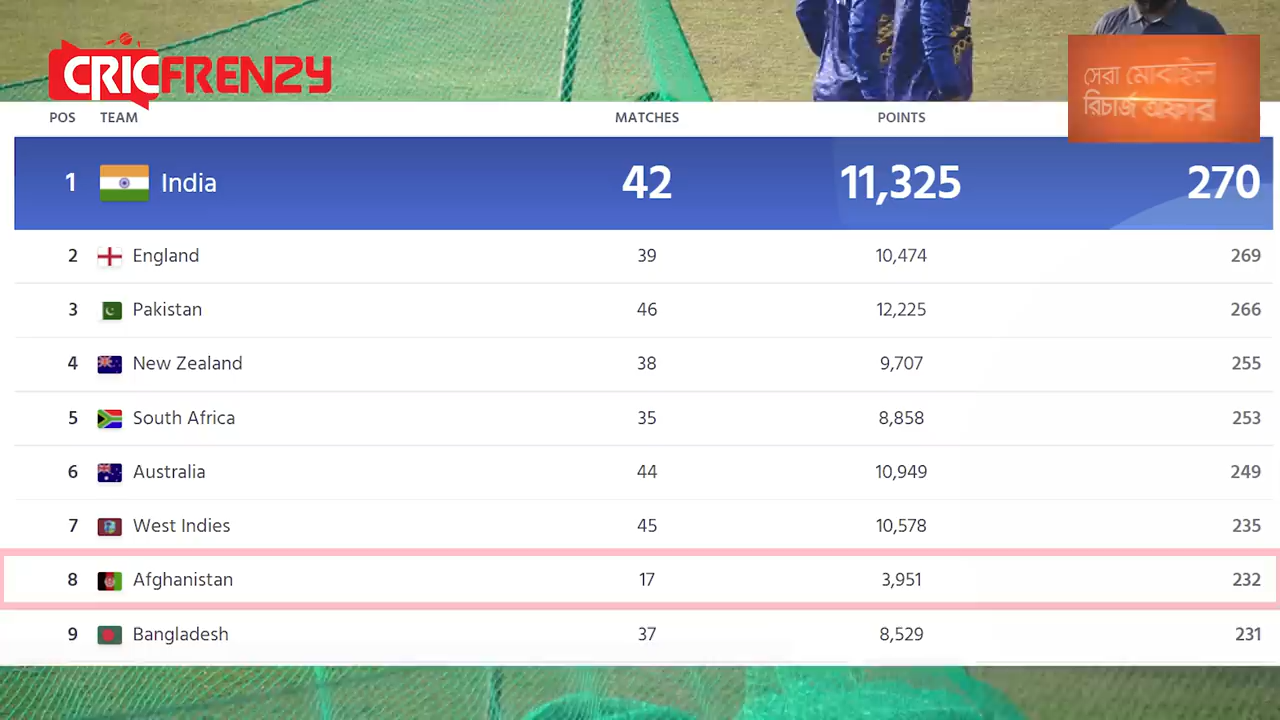 CRICFRENZY
সেরা মোবাইল
রিচার্জ অফার
POS TEAM MATCHES POINTS
1 India 42 11,325 270
2 England 39 10,474 269
3 Pakistan 46 12,225 266
4 New Zealand 38 9,707 255
5 South Africa 35 8,858 253
6 Australia 44 10,949 249
7 West Indies 45 10,578 235
8 Afghanistan 17 3,951 232
9 Bangladesh 37 8,529 231